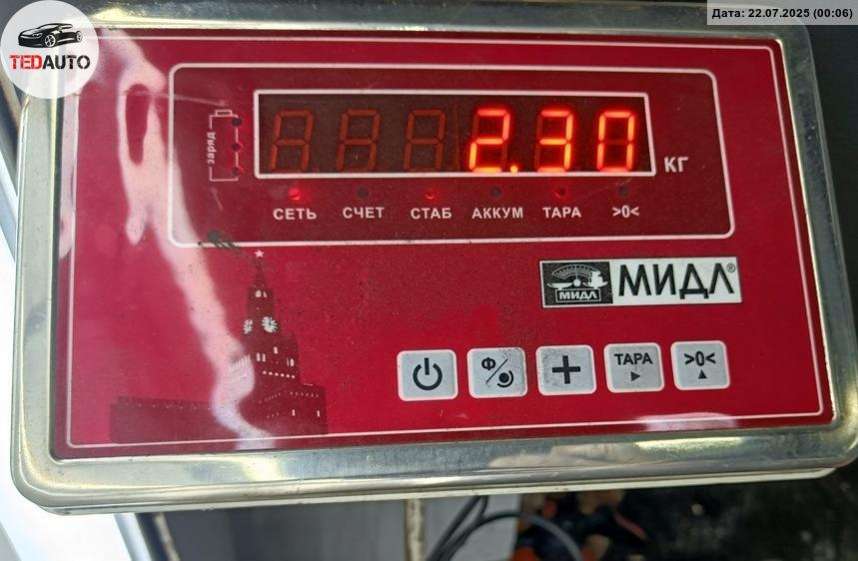 Дата: 22.07.2025 (00:06)
TEDAUTO
заряд
2.30
КГ
СЕТЬ СЧЕТ СТАБ АККУМ ТАРА >0<
МИДЛ МИДЛ®
Ф ТАРА >0<